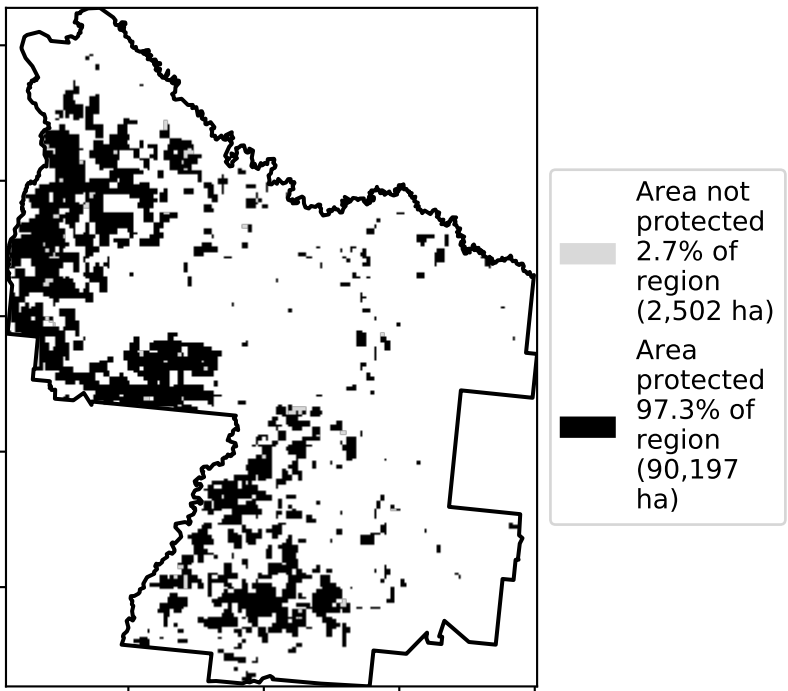 Area not
protected
2.7% of
region
(2,502 ha)
Area
protected
97.3% of
region
(90,197
ha)